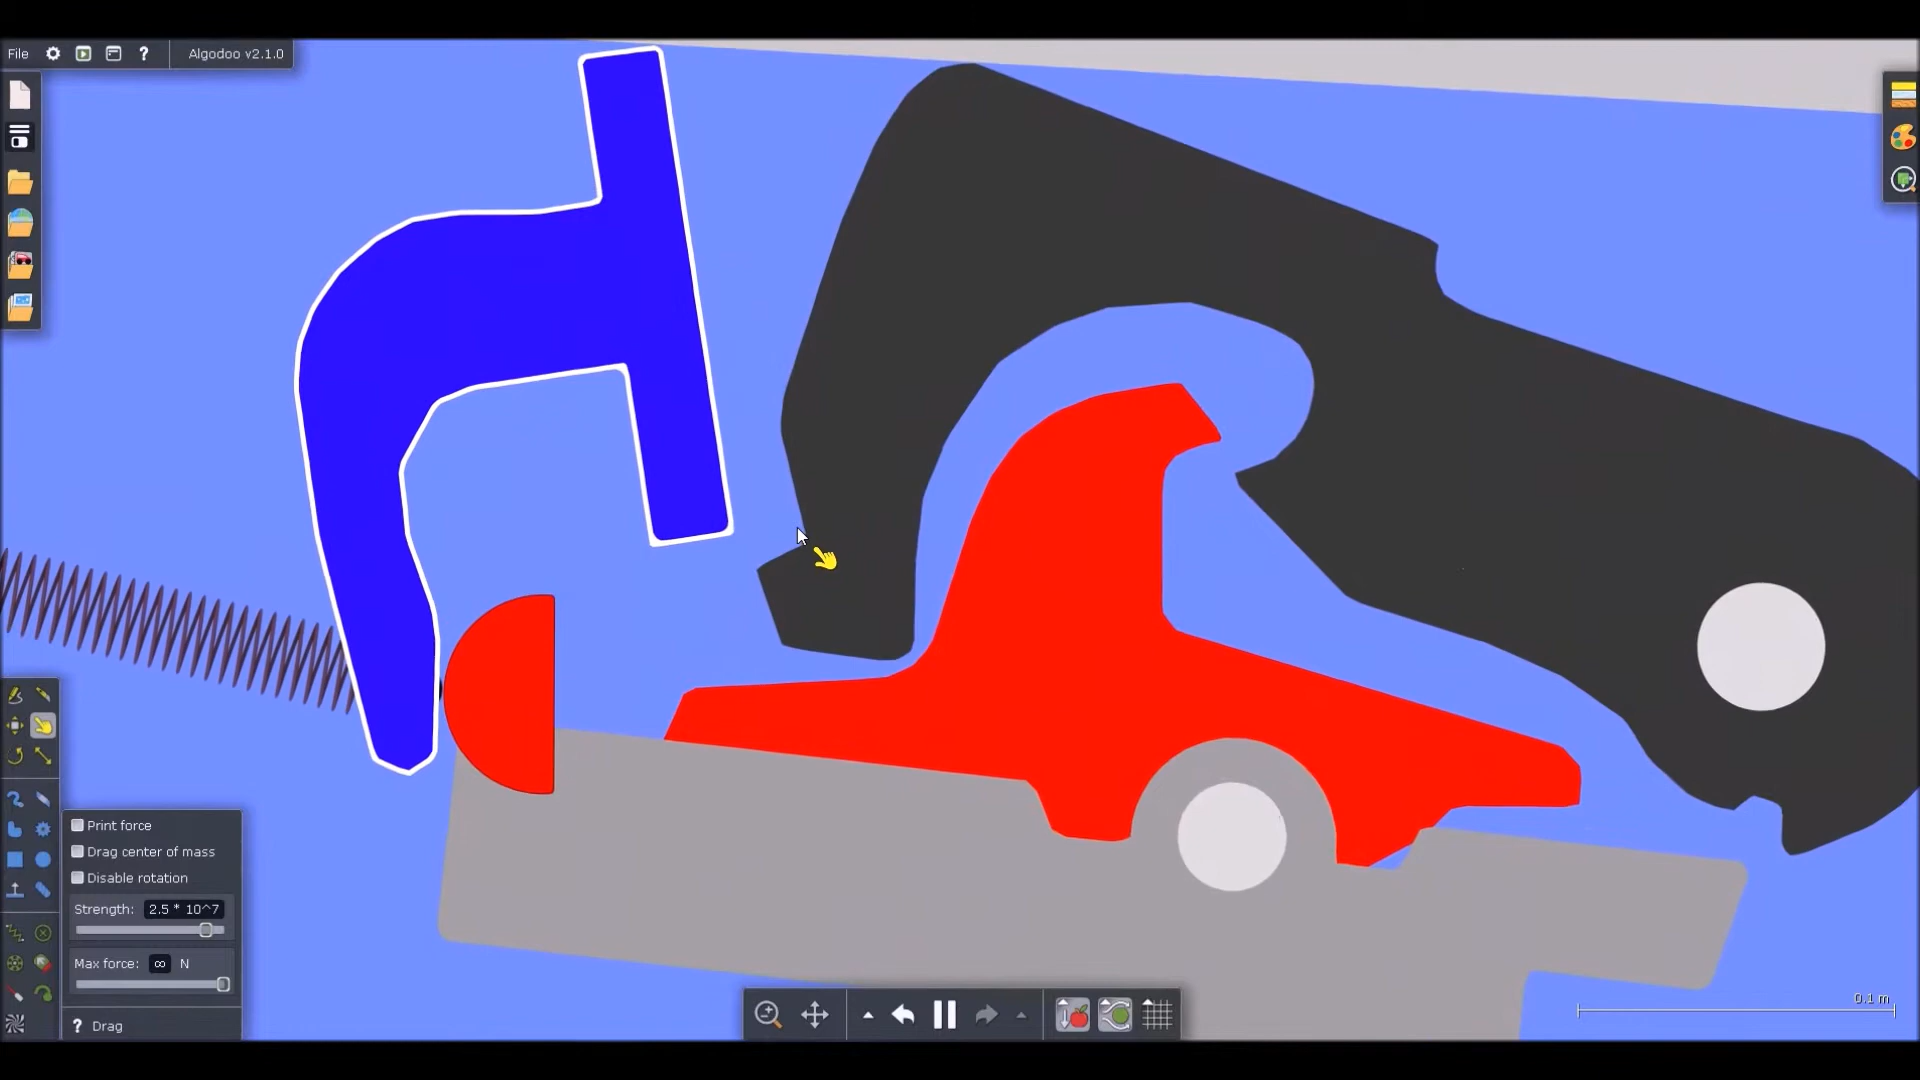 File ? Algodoo v2.1.0
Print force
Drag center of mass
Disable rotation
Strength: 2.5 * 10^7
Max force: ∞ N
? Drag
0.1 m